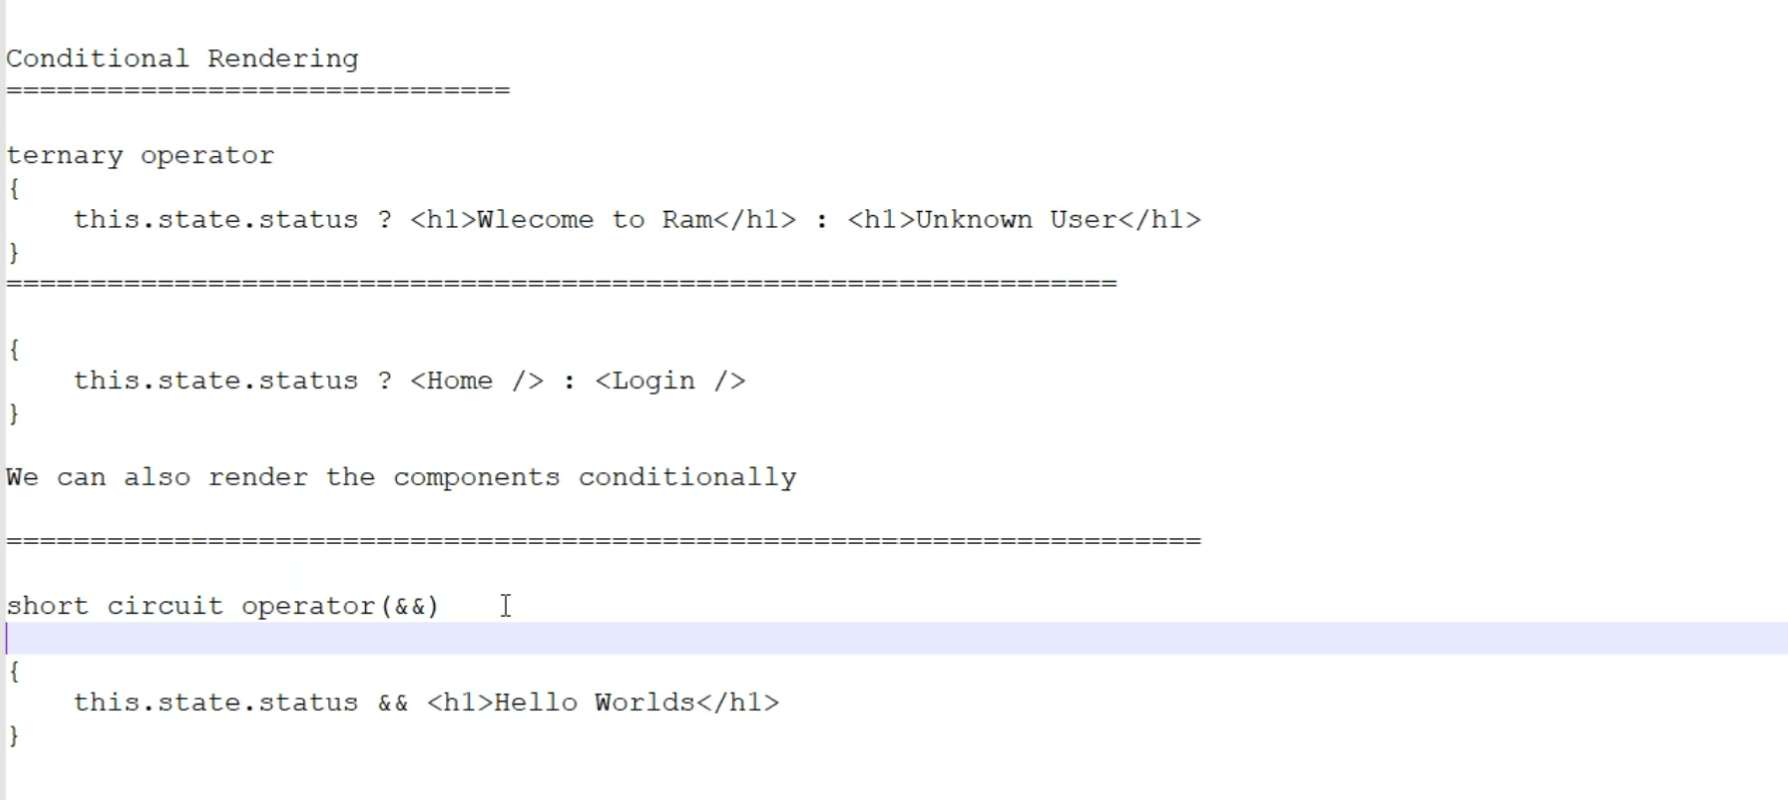 Conditional Rendering
==============================
ternary operator
{
    this.state.status ? <h1>Wlecome to Ram</h1> : <h1>Unknown User</h1>
}
==================================================================
{
    this.state.status ? <Home /> : <Login />
}
We can also render the components conditionally
=======================================================================
short circuit operator(&&)
{
    this.state.status && <h1>Hello Worlds</h1>
}